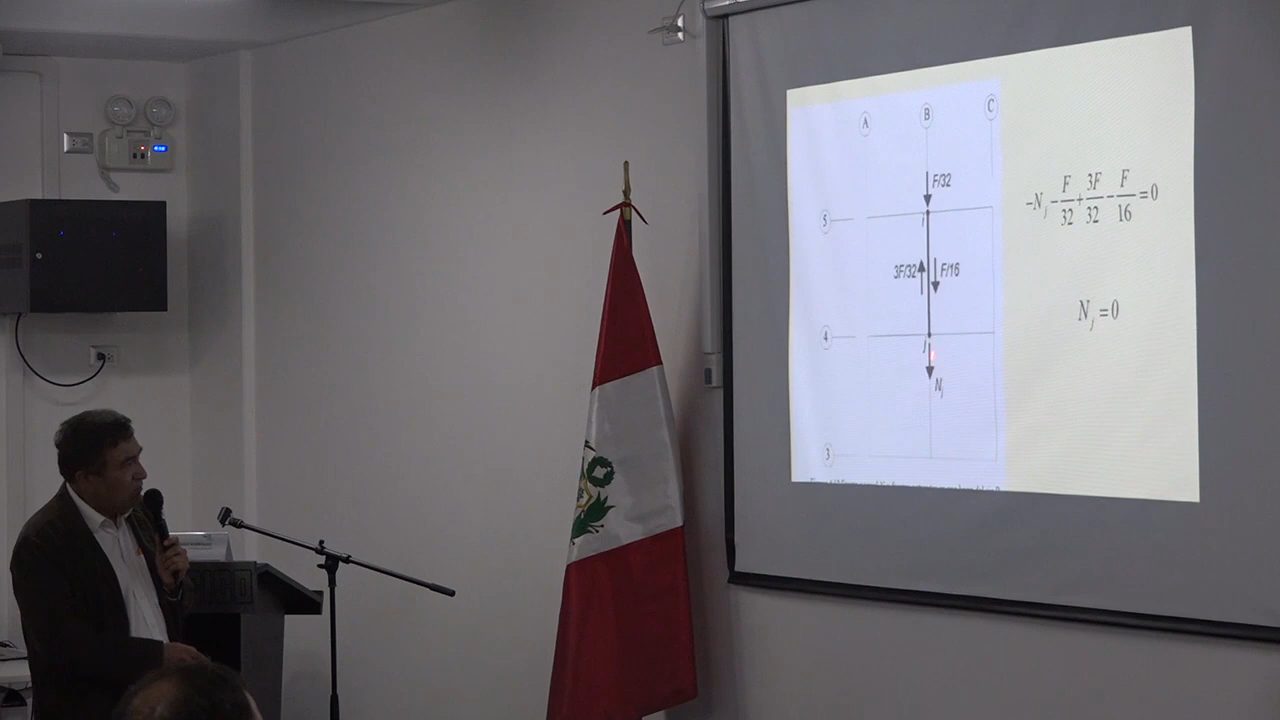 A B C
F/32
5
i
3F/32 F/16
4
j
N_j
3
-N_j - F/32 + 3F/32 - F/16 = 0
N_j = 0